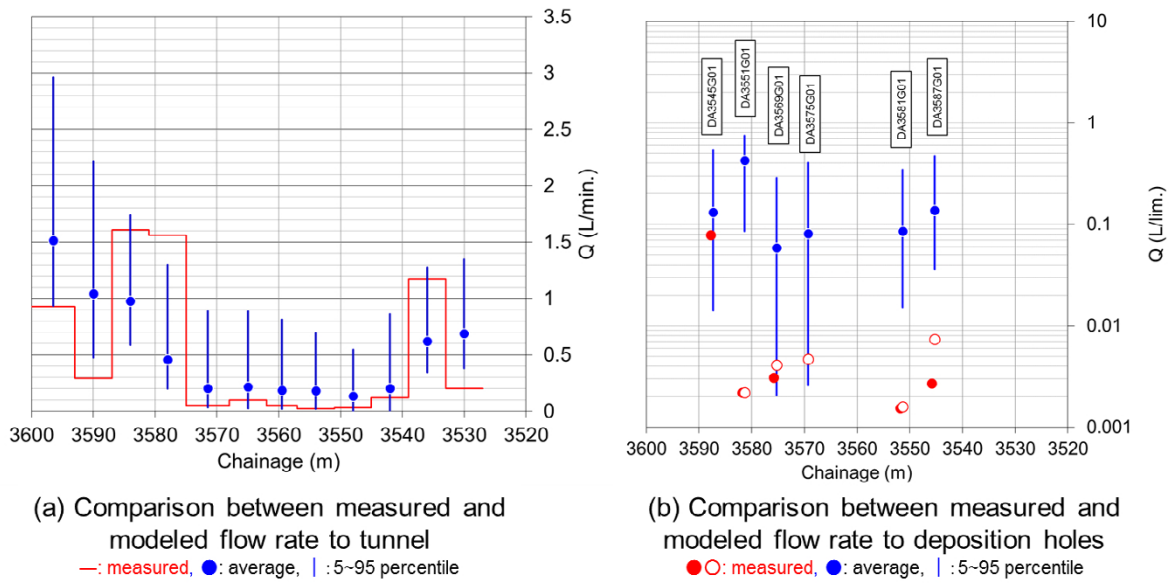 3.5
3
2.5
2
1.5
1
0.5
0
Q (L/min.)
3600 3590 3580 3570 3560 3550 3540 3530 3520
Chainage (m)
(a) Comparison between measured and
modeled flow rate to tunnel
—: measured, ●: average, | : 5~95 percentile
DA3545G01
DA3551G01
DA3569G01
DA3575G01
DA3581G01
DA3587G01
10
1
0.1
0.01
0.001
Q (L/lim.)
3600 3590 3580 3570 3560 3550 3540 3530 3520
Chainage (m)
(b) Comparison between measured and
modeled flow rate to deposition holes
●○: measured, ●: average, | : 5~95 percentile